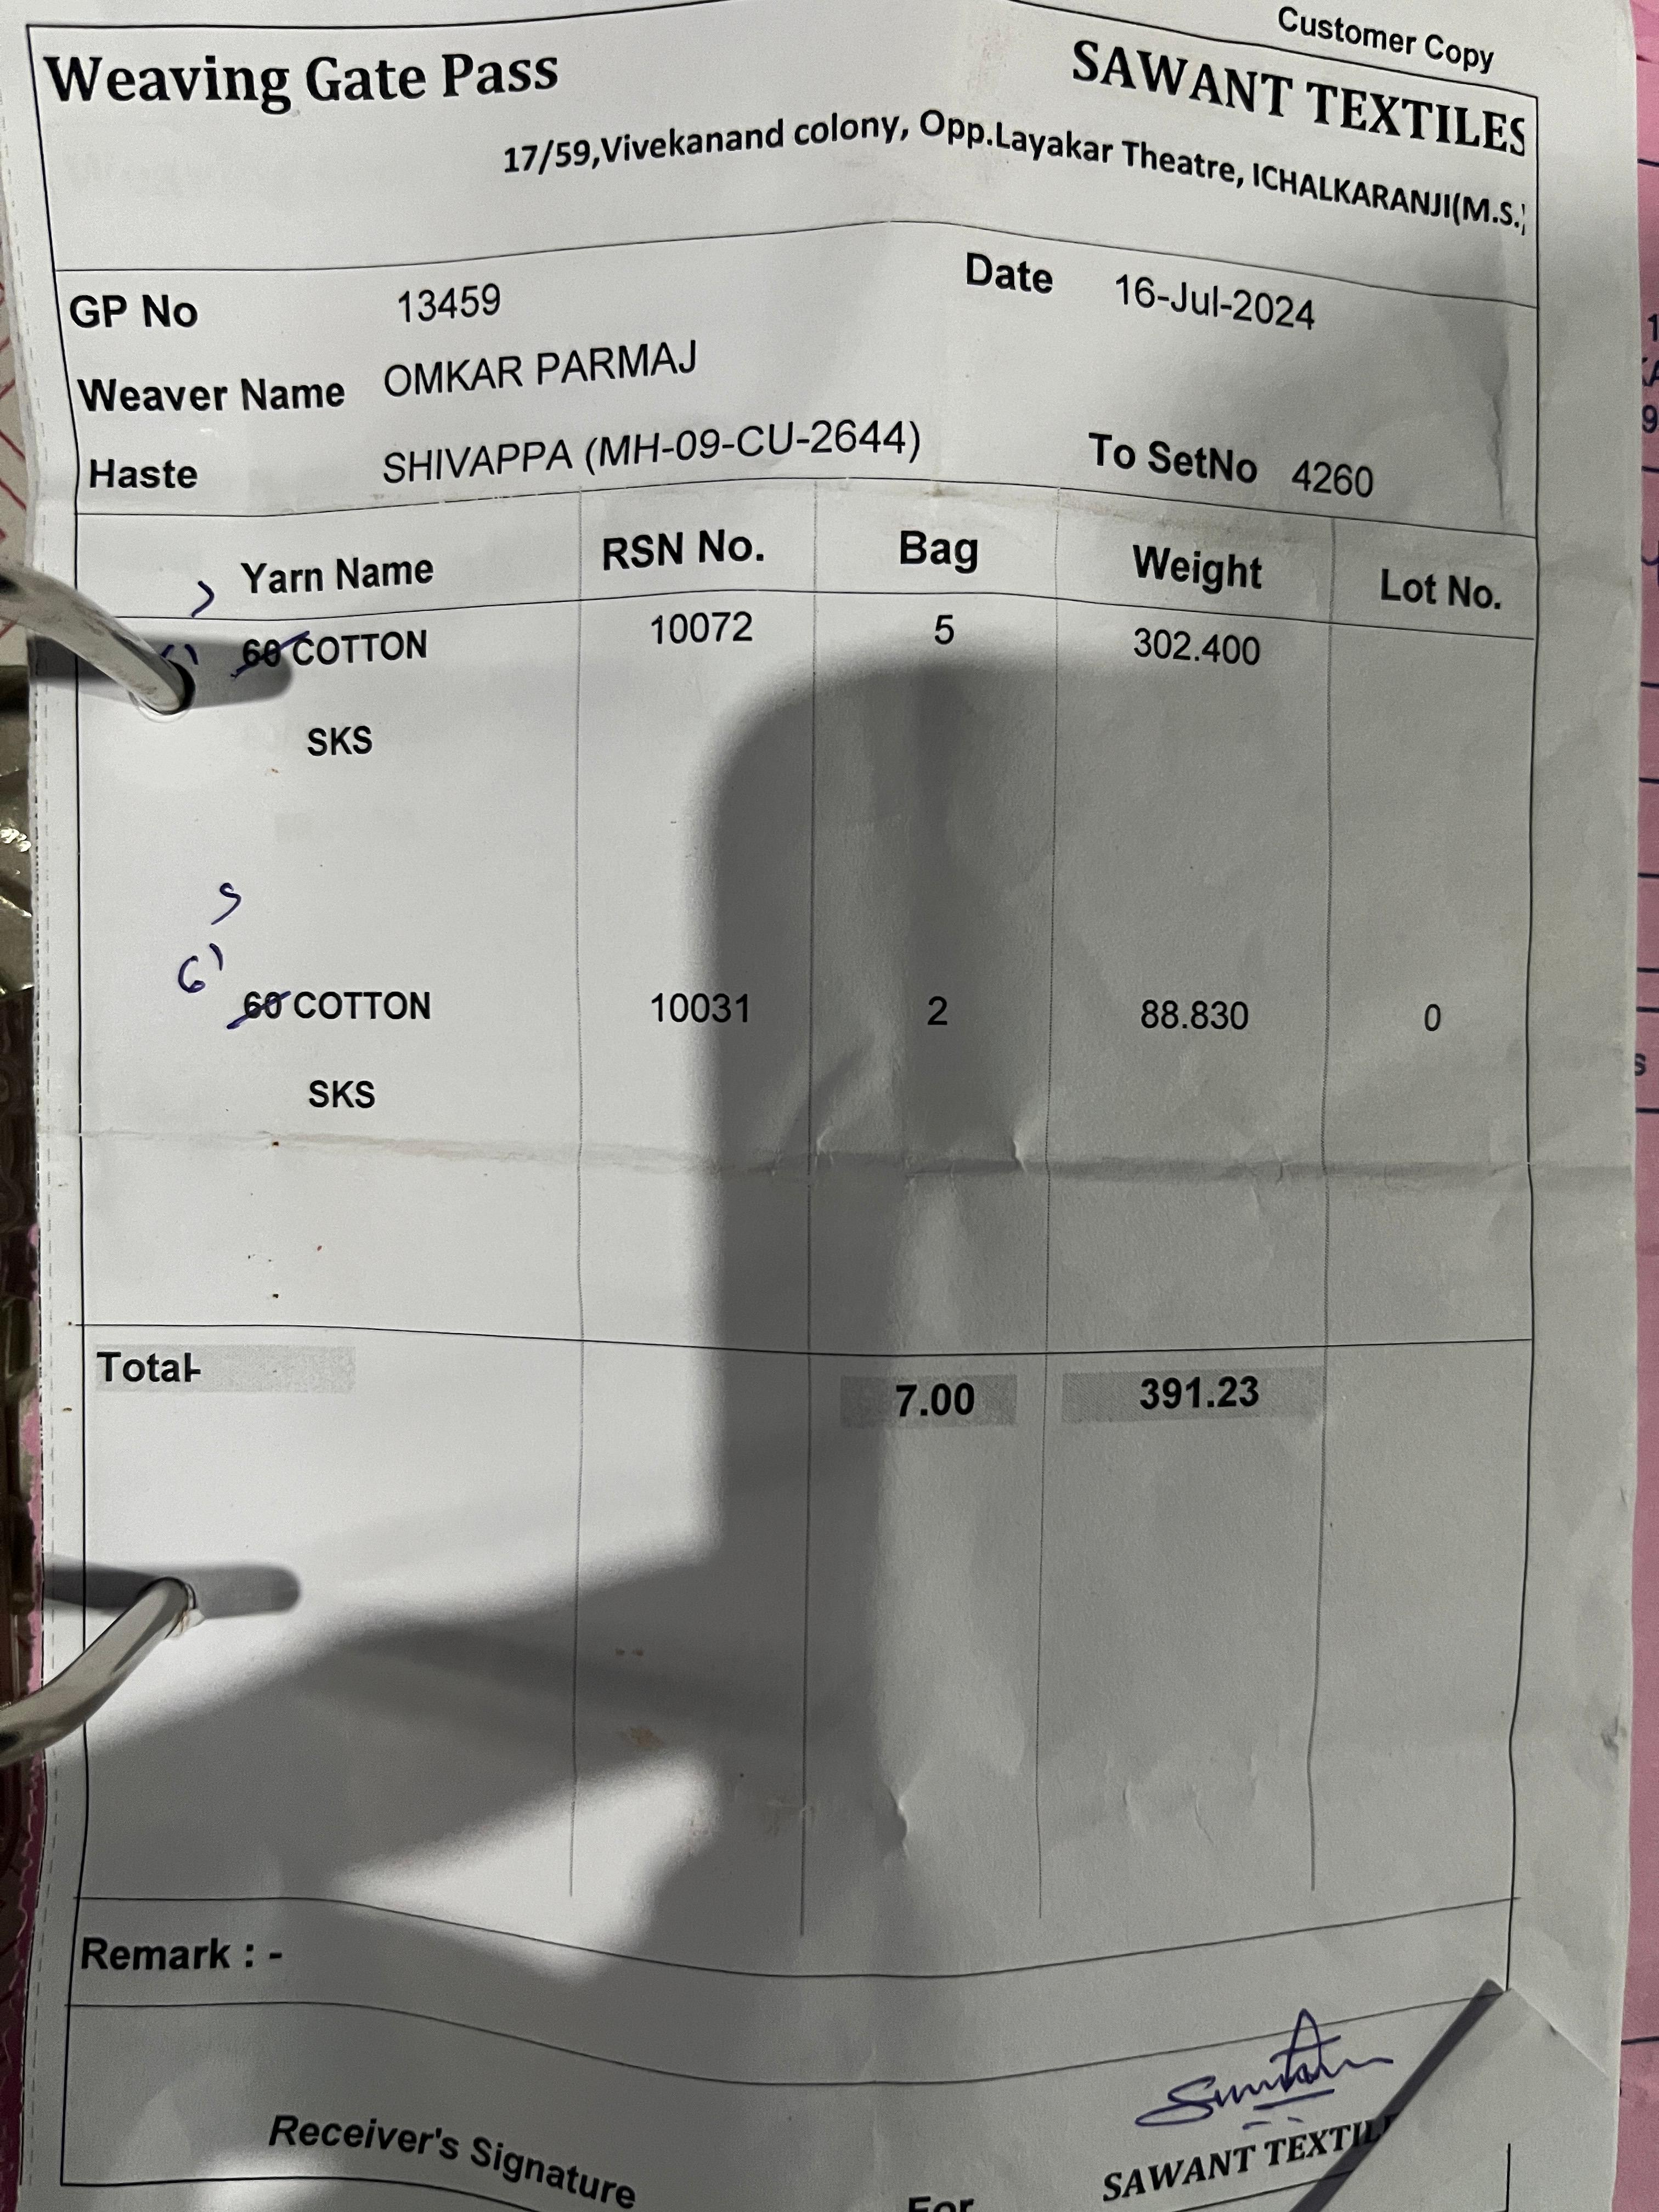 Customer Copy
Weaving Gate Pass SAWANT TEXTILES
17/59,Vivekanand colony, Opp.Layakar Theatre, ICHALKARANJI(M.S.)
GP No 13459 Date 16-Jul-2024
Weaver Name OMKAR PARMAJ
Haste SHIVAPPA (MH-09-CU-2644) To SetNo 4260
Yarn Name RSN No. Bag Weight Lot No.
60 COTTON 10072 5 302.400
SKS
60 COTTON 10031 2 88.830 0
SKS
Total- 7.00 391.23
Remark : -
Receiver's Signature For SAWANT TEXTIL